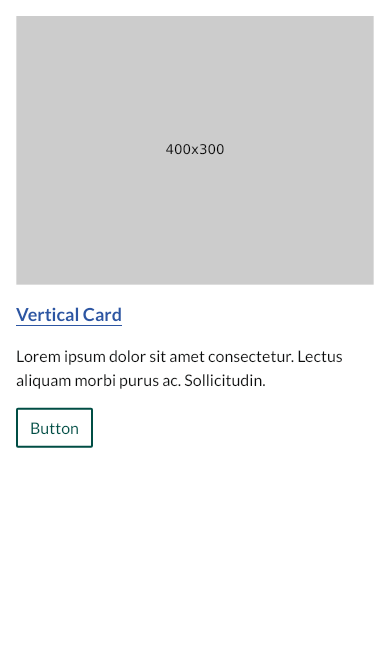 400x300
Vertical Card
Lorem ipsum dolor sit amet consectetur. Lectus
aliquam morbi purus ac. Sollicitudin.
Button